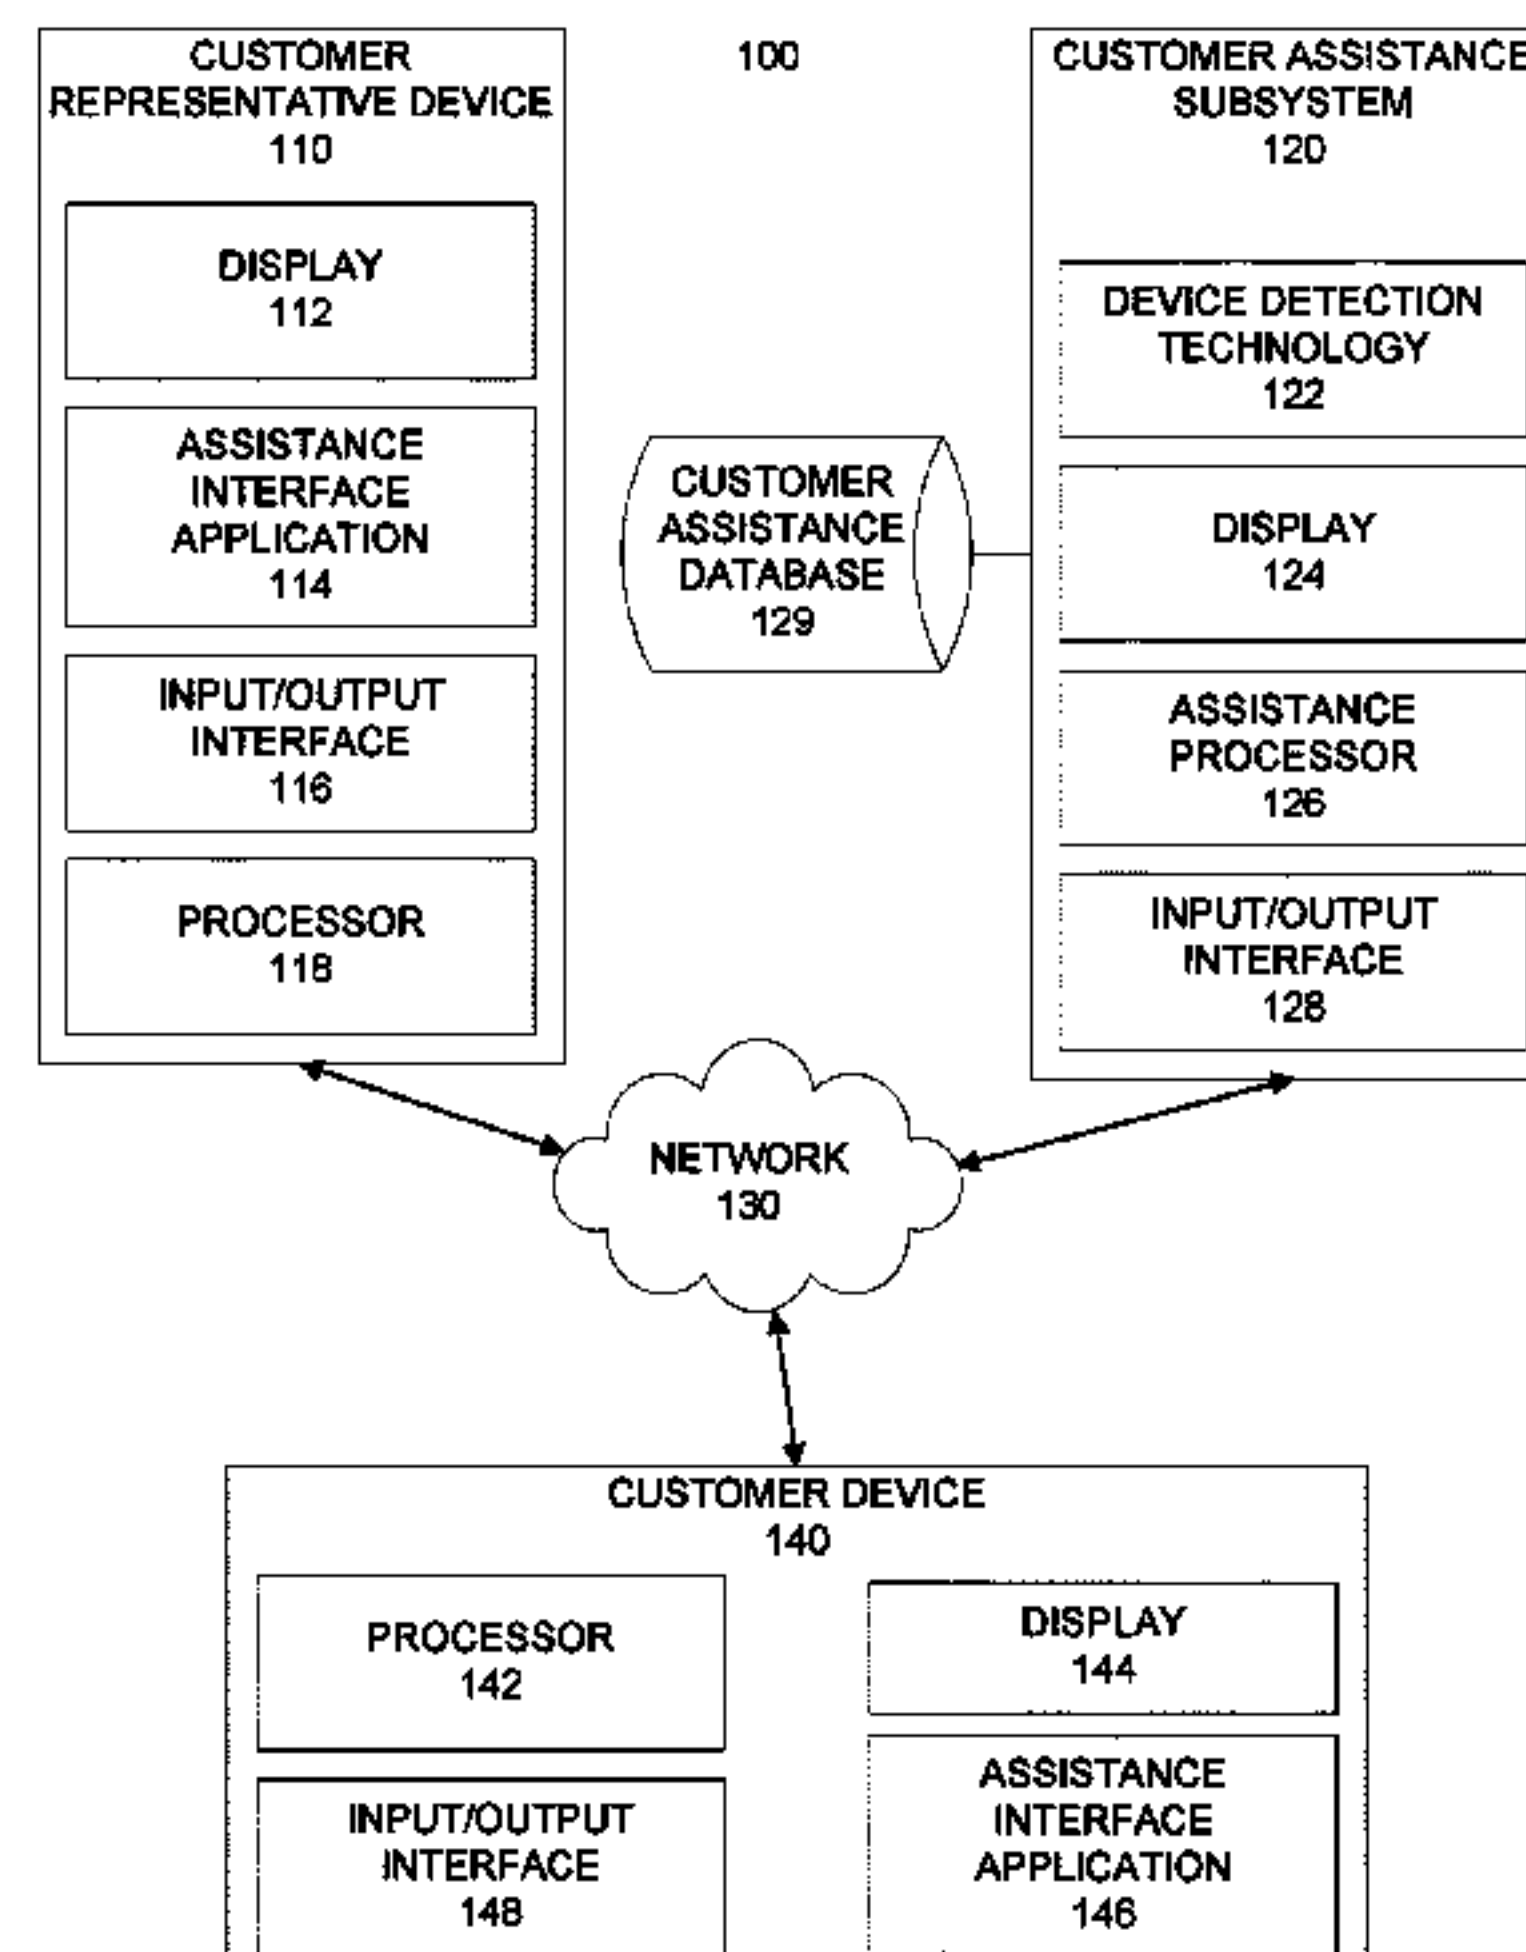 CUSTOMER
REPRESENTATIVE DEVICE
110
DISPLAY
112
ASSISTANCE
INTERFACE
APPLICATION
114
INPUT/OUTPUT
INTERFACE
116
PROCESSOR
118
100
CUSTOMER
ASSISTANCE
DATABASE
129
CUSTOMER ASSISTANCE
SUBSYSTEM
120
DEVICE DETECTION
TECHNOLOGY
122
DISPLAY
124
ASSISTANCE
PROCESSOR
126
INPUT/OUTPUT
INTERFACE
128
NETWORK
130
CUSTOMER DEVICE
140
PROCESSOR
142
INPUT/OUTPUT
INTERFACE
148
DISPLAY
144
ASSISTANCE
INTERFACE
APPLICATION
146